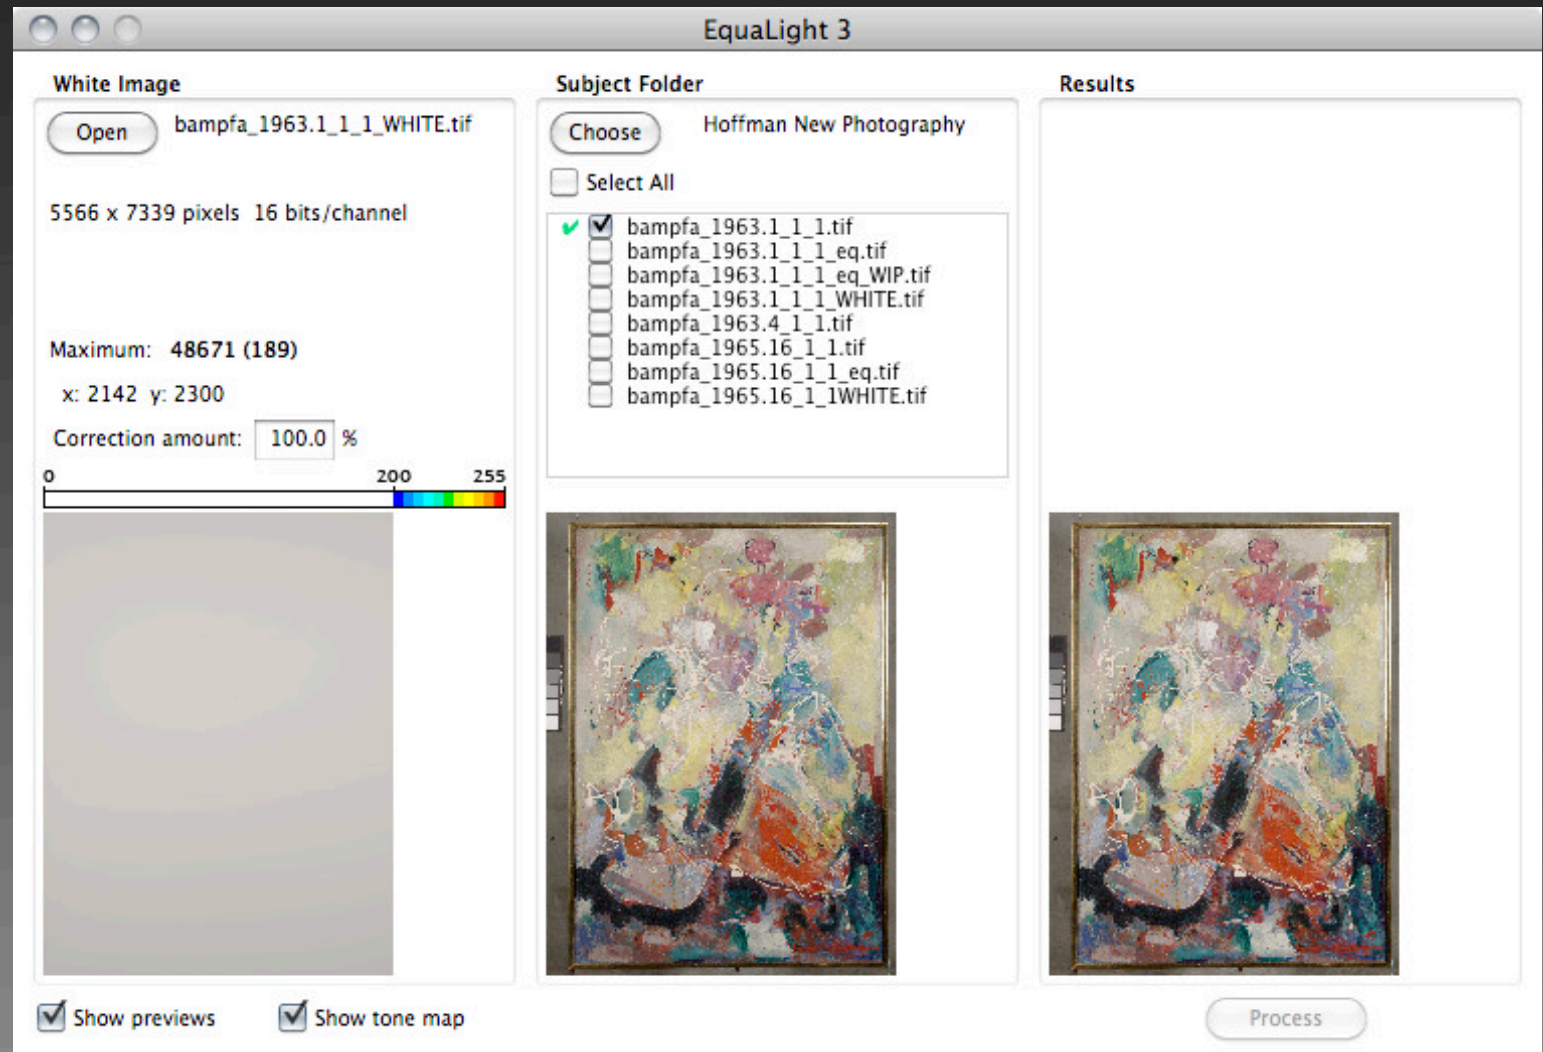 EquaLight 3
White Image
Open bampfa_1963.1_1_1_WHITE.tif
5566 x 7339 pixels 16 bits/channel
Maximum: 48671 (189)
x: 2142 y: 2300
Correction amount: 100.0 %
0 200 255
Subject Folder
Choose Hoffman New Photography
Select All
bampfa_1963.1_1_1.tif
bampfa_1963.1_1_1_eq.tif
bampfa_1963.1_1_1_eq_WIP.tif
bampfa_1963.1_1_1_WHITE.tif
bampfa_1963.4_1_1.tif
bampfa_1965.16_1_1.tif
bampfa_1965.16_1_1_eq.tif
bampfa_1965.16_1_1WHITE.tif
Results
Show previews Show tone map
Process